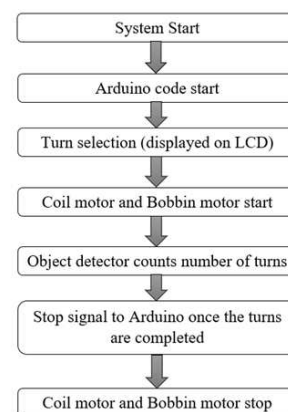 System Start
Arduino code start
Turn selection (displayed on LCD)
Coil motor and Bobbin motor start
Object detector counts number of turns
Stop signal to Arduino once the turns
are completed
Coil motor and Bobbin motor stop